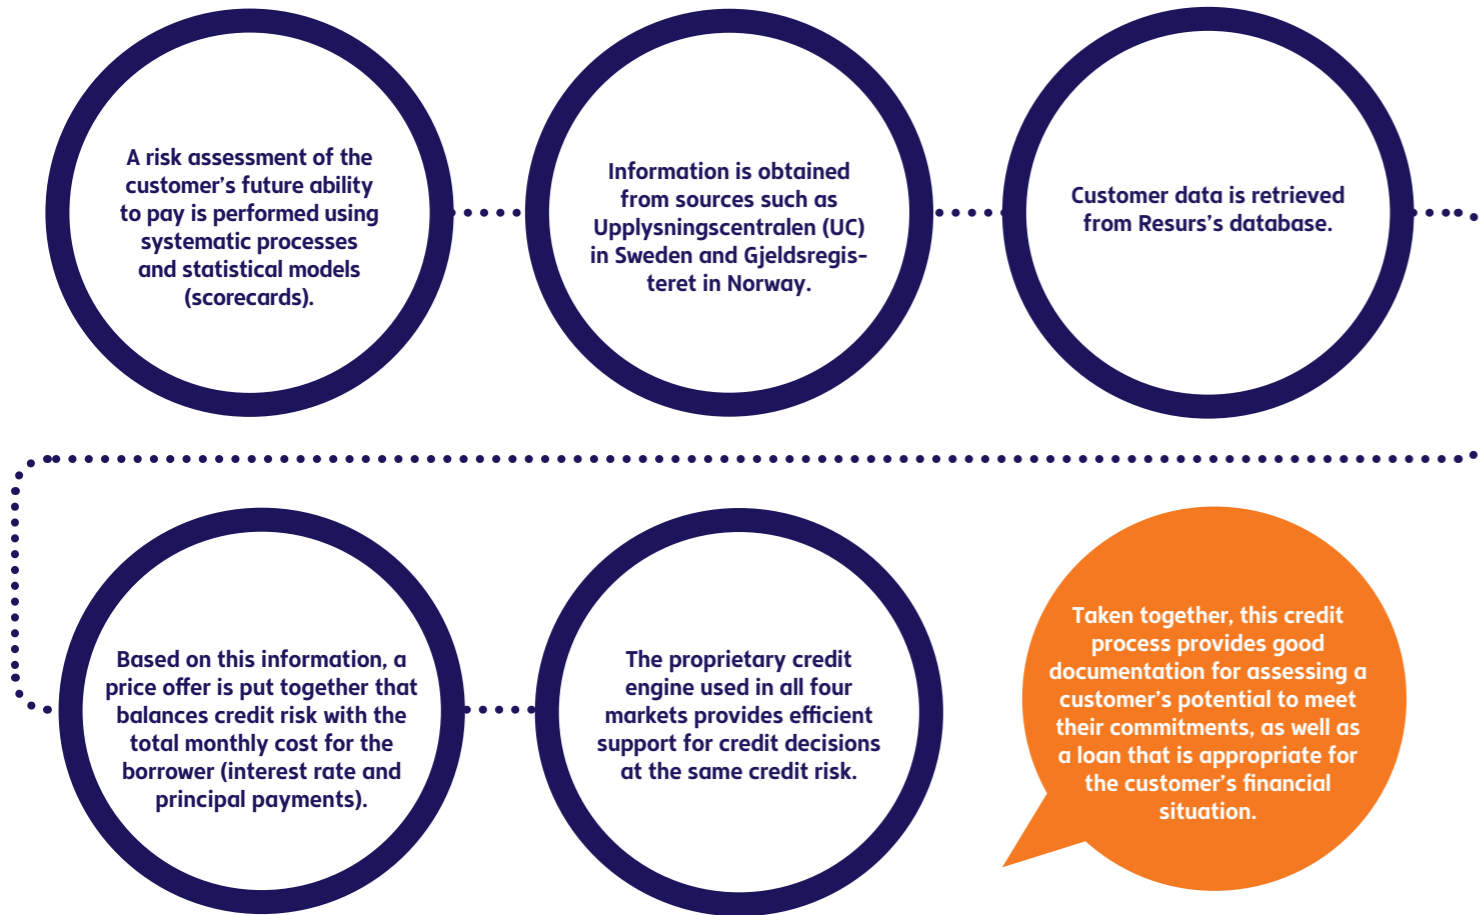 A risk assessment of the
customer's future ability
to pay is performed using
systematic processes
and statistical models
(scorecards).
Information is obtained
from sources such as
Upplysningscentralen (UC)
in Sweden and Gjeldsregis-
teret in Norway.
Customer data is retrieved
from Resurs's database.
Based on this information, a
price offer is put together that
balances credit risk with the
total monthly cost for the
borrower (interest rate and
principal payments).
The proprietary credit
engine used in all four
markets provides efficient
support for credit decisions
at the same credit risk.
Taken together, this credit
process provides good
documentation for assessing a
customer's potential to meet
their commitments, as well as
a loan that is appropriate for
the customer's financial
situation.